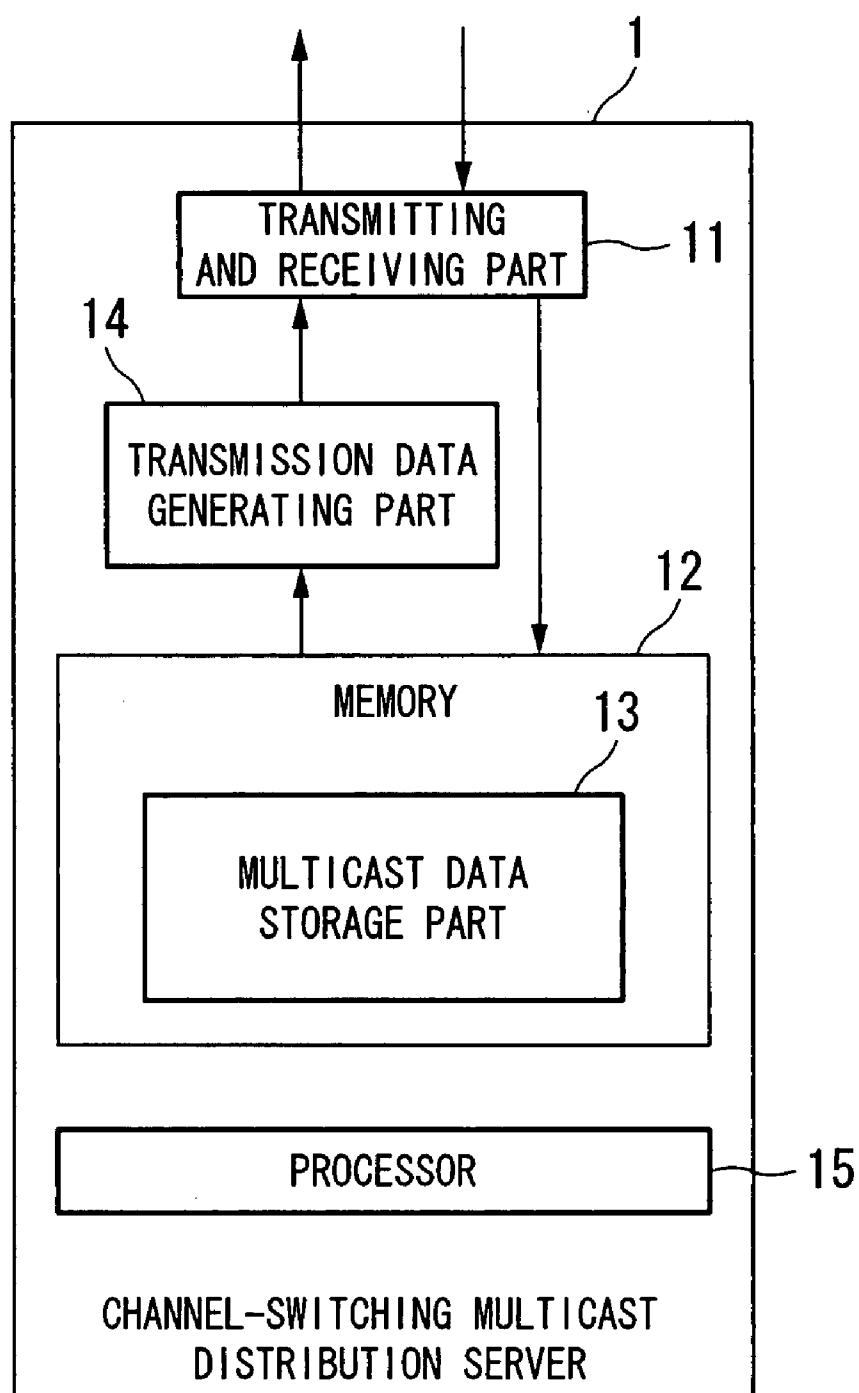 1
TRANSMITTING
AND RECEIVING PART
11
14
TRANSMISSION DATA
GENERATING PART
12
MEMORY
13
MULTICAST DATA
STORAGE PART
PROCESSOR
15
CHANNEL-SWITCHING MULTICAST
DISTRIBUTION SERVER